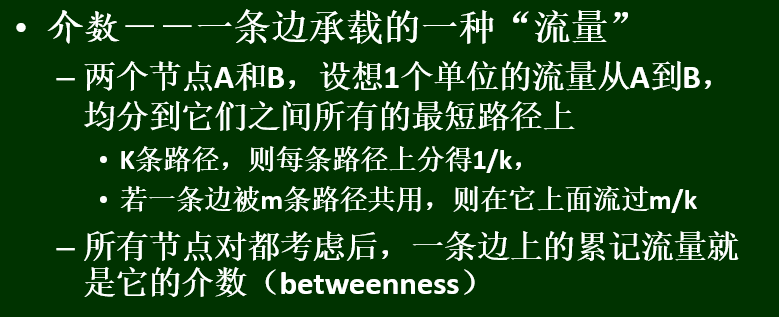 • 介数－－一条边承载的一种“流量”
– 两个节点A和B，设想1个单位的流量从A到B，
均分到它们之间所有的最短路径上
• K条路径，则每条路径上分得1/k，
• 若一条边被m条路径共用，则在它上面流过m/k
– 所有节点对都考虑后，一条边上的累记流量就
是它的介数（betweenness）